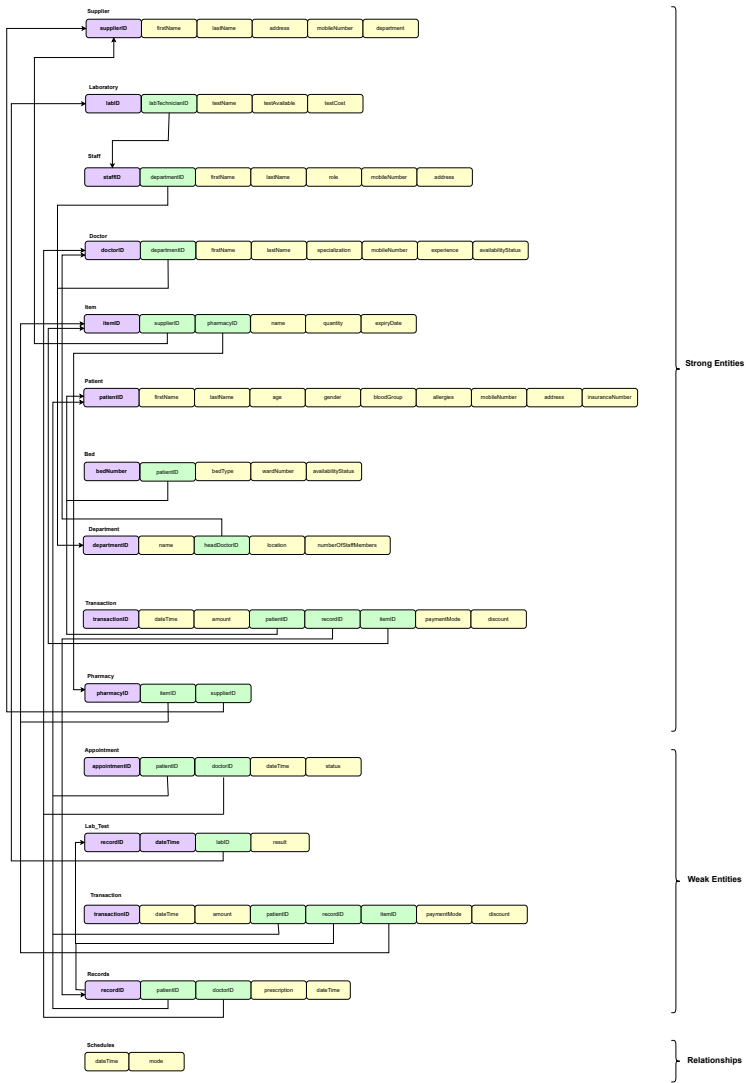 Supplier
supplierID firstName lastName address mobileNumber department
Laboratory
labID labTechnicianID testName testAvailable testCost
Staff
staffID departmentID firstName lastName role mobileNumber address
Doctor
doctorID departmentID firstName lastName specialization mobileNumber experience availabilityStatus
Item
itemID supplierID pharmacyID name quantity expiryDate
Strong Entities
Patient
patientID firstName lastName age gender bloodGroup allergies mobileNumber address insuranceNumber
Bed
bedNumber patientID bedType wardNumber availabilityStatus
Department
departmentID name headDoctorID location numberOfStaffMembers
Transaction
transactionID dateTime amount patientID recordID itemID paymentMode discount
Pharmacy
pharmacyID itemID supplierID
Appointment
appointmentID patientID doctorID dateTime status
Lab_Test
recordID dateTime labID result
Weak Entities
Transaction
transactionID dateTime amount patientID recordID itemID paymentMode discount
Records
recordID patientID doctorID prescription dateTime
Schedules
dateTime mode
Relationships